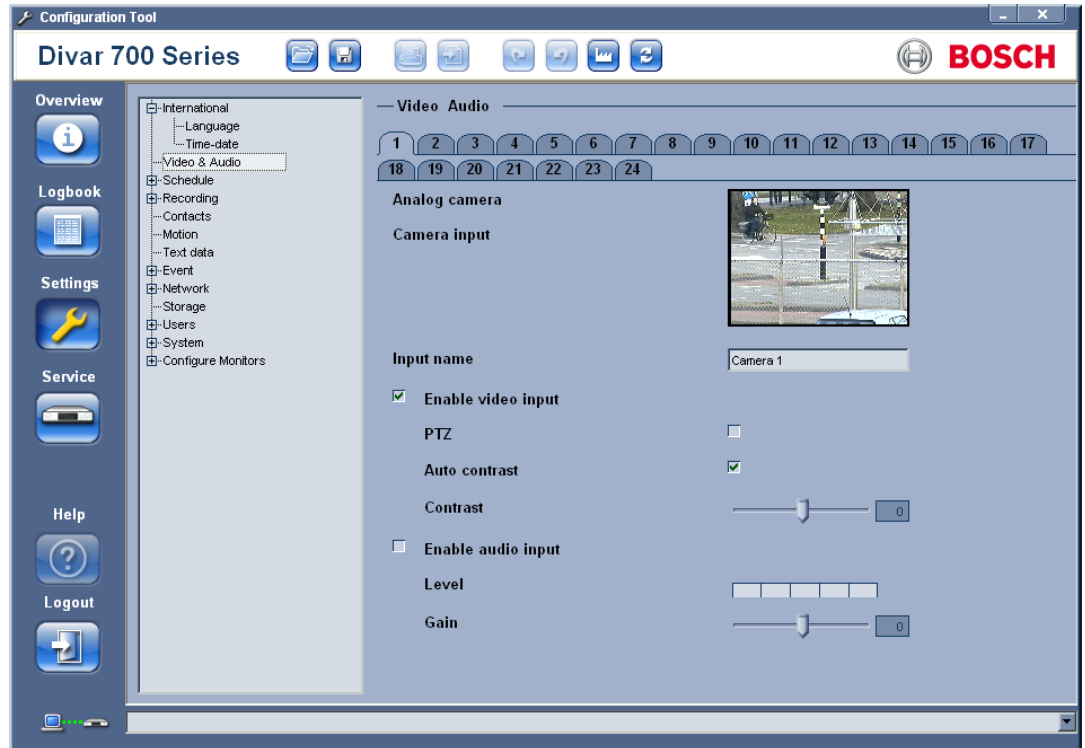 Configuration Tool
Divar 700 Series
BOSCH
Overview
Logbook
Settings
Service
Help
Logout
International
Language
Time-date
Video & Audio
Schedule
Recording
Contacts
Motion
Text data
Event
Network
Storage
Users
System
Configure Monitors
Video Audio
1 2 3 4 5 6 7 8 9 10 11 12 13 14 15 16 17
18 19 20 21 22 23 24
Analog camera
Camera input
Input name Camera 1
Enable video input
PTZ
Auto contrast
Contrast 0
Enable audio input
Level
Gain 0